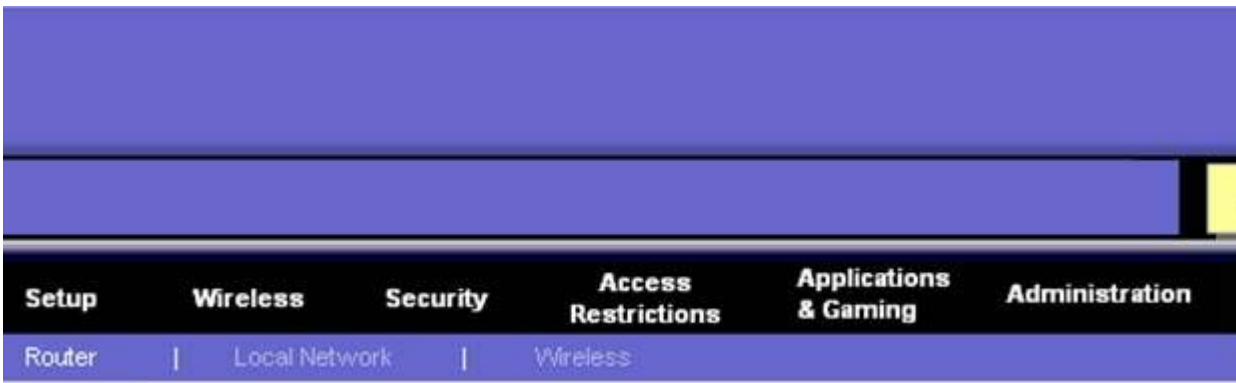 Setup Wireless Security Access Restrictions Applications & Gaming Administration
Router | Local Network | Wireless